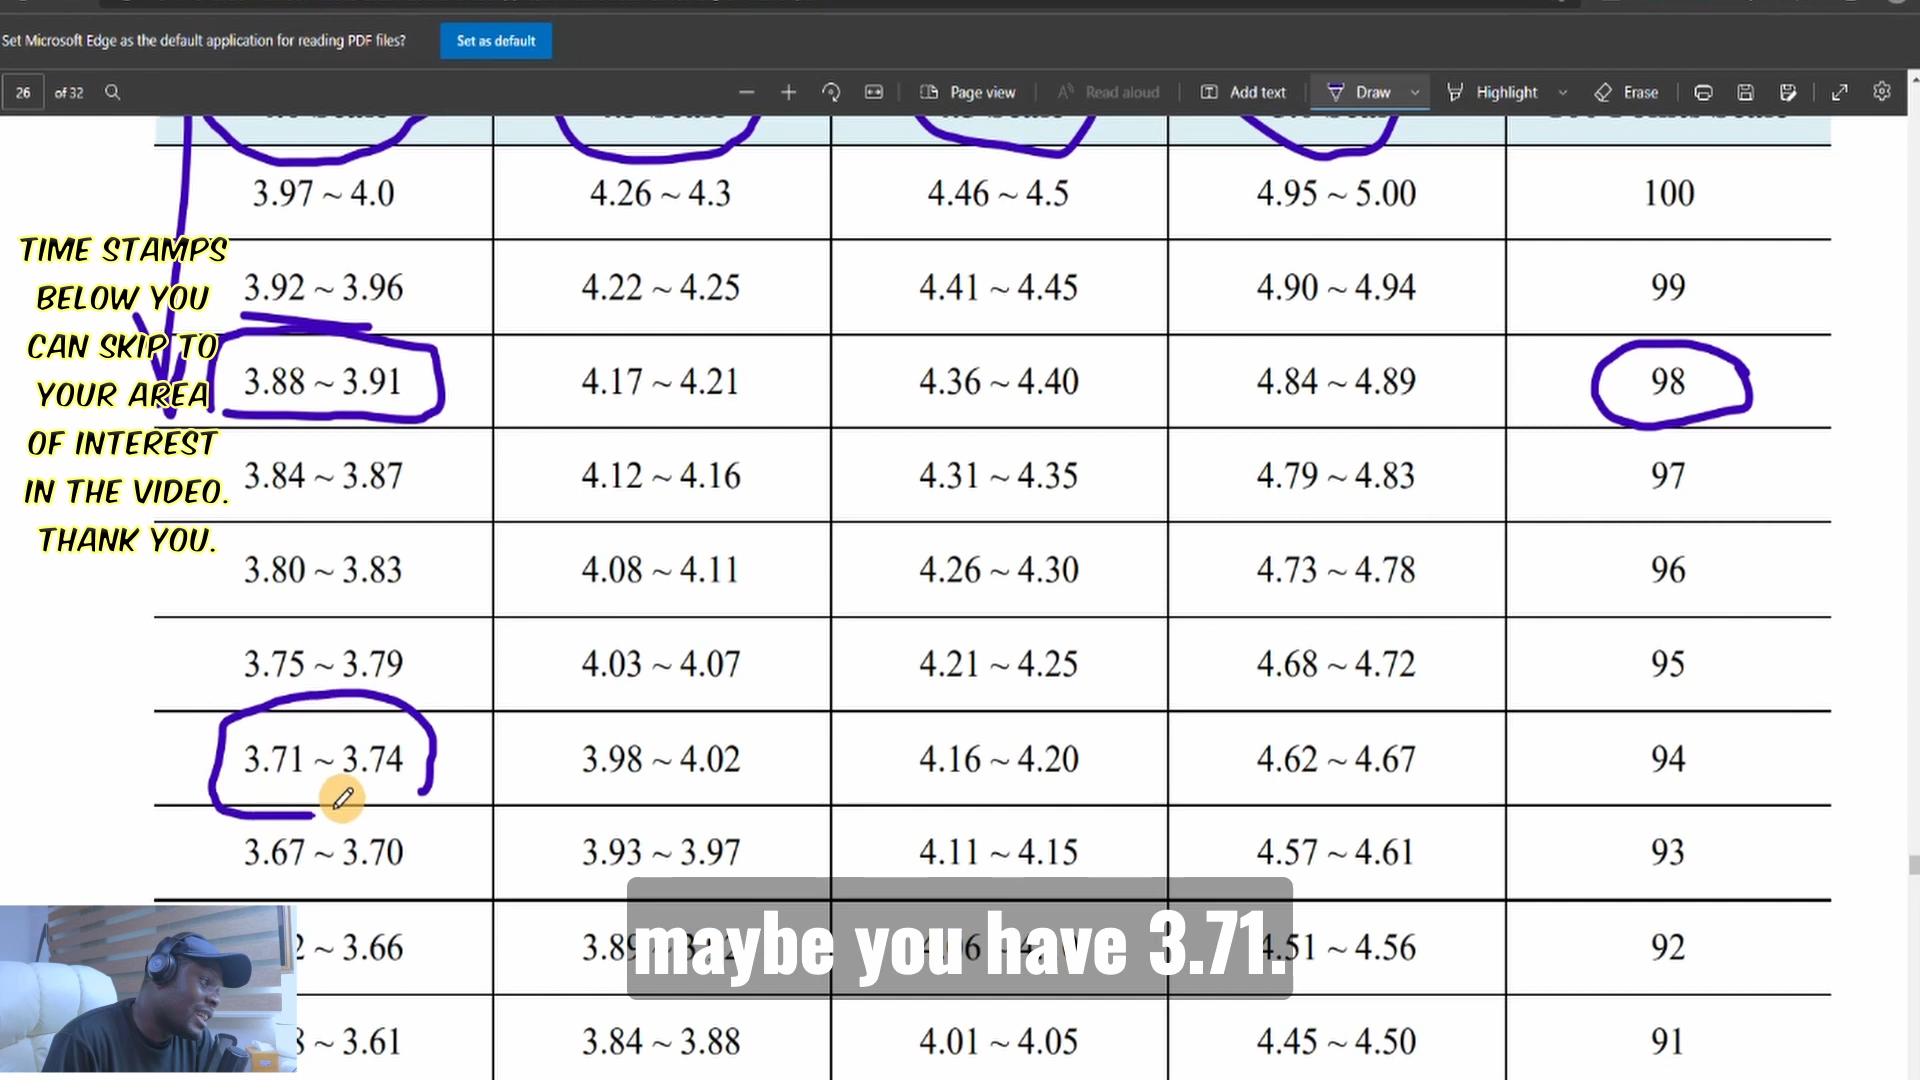 Set Microsoft Edge as the default application for reading PDF files? Set as default
26 of 32 Page view Read aloud Add text Draw Highlight Erase
3.97 ~ 4.0 4.26 ~ 4.3 4.46 ~ 4.5 4.95 ~ 5.00 100
3.92 ~ 3.96 4.22 ~ 4.25 4.41 ~ 4.45 4.90 ~ 4.94 99
3.88 ~ 3.91 4.17 ~ 4.21 4.36 ~ 4.40 4.84 ~ 4.89 98
3.84 ~ 3.87 4.12 ~ 4.16 4.31 ~ 4.35 4.79 ~ 4.83 97
3.80 ~ 3.83 4.08 ~ 4.11 4.26 ~ 4.30 4.73 ~ 4.78 96
3.75 ~ 3.79 4.03 ~ 4.07 4.21 ~ 4.25 4.68 ~ 4.72 95
3.71 ~ 3.74 3.98 ~ 4.02 4.16 ~ 4.20 4.62 ~ 4.67 94
3.67 ~ 3.70 3.93 ~ 3.97 4.11 ~ 4.15 4.57 ~ 4.61 93
~ 3.66 4.51 ~ 4.56 92
~ 3.61 3.84 ~ 3.88 4.01 ~ 4.05 4.45 ~ 4.50 91
TIME STAMPS
BELOW YOU
CAN SKIP TO
YOUR AREA
OF INTEREST
IN THE VIDEO.
THANK YOU.
maybe you have 3.71.